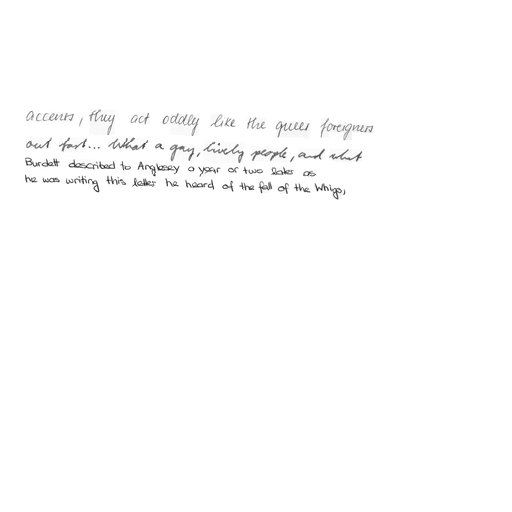 accents, they act oddly like the queer foreigners
out fast... What a gay, lively people, and what
Burdett described to Anglesey a year or two later as
he was writing this letter he heard of the fall of the Whigs,